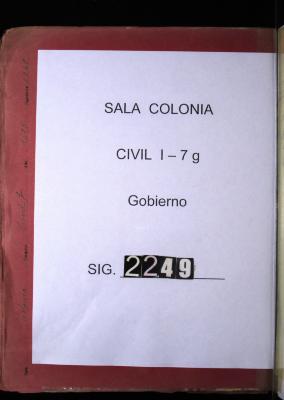 SALA COLONIA
CIVIL I – 7 g
Gobierno
SIG. 2249